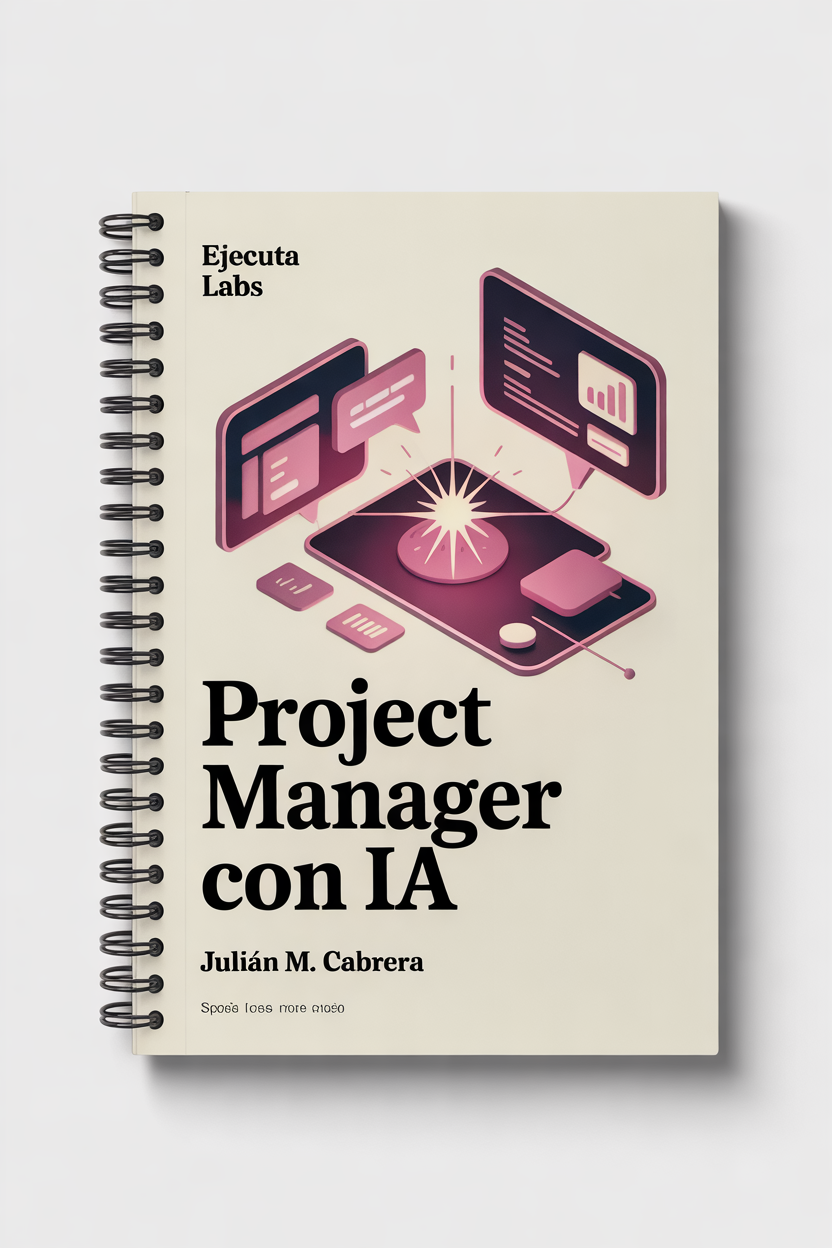 Ejecuta
Labs
Project
Manager
con IA
Julián M. Cabrera